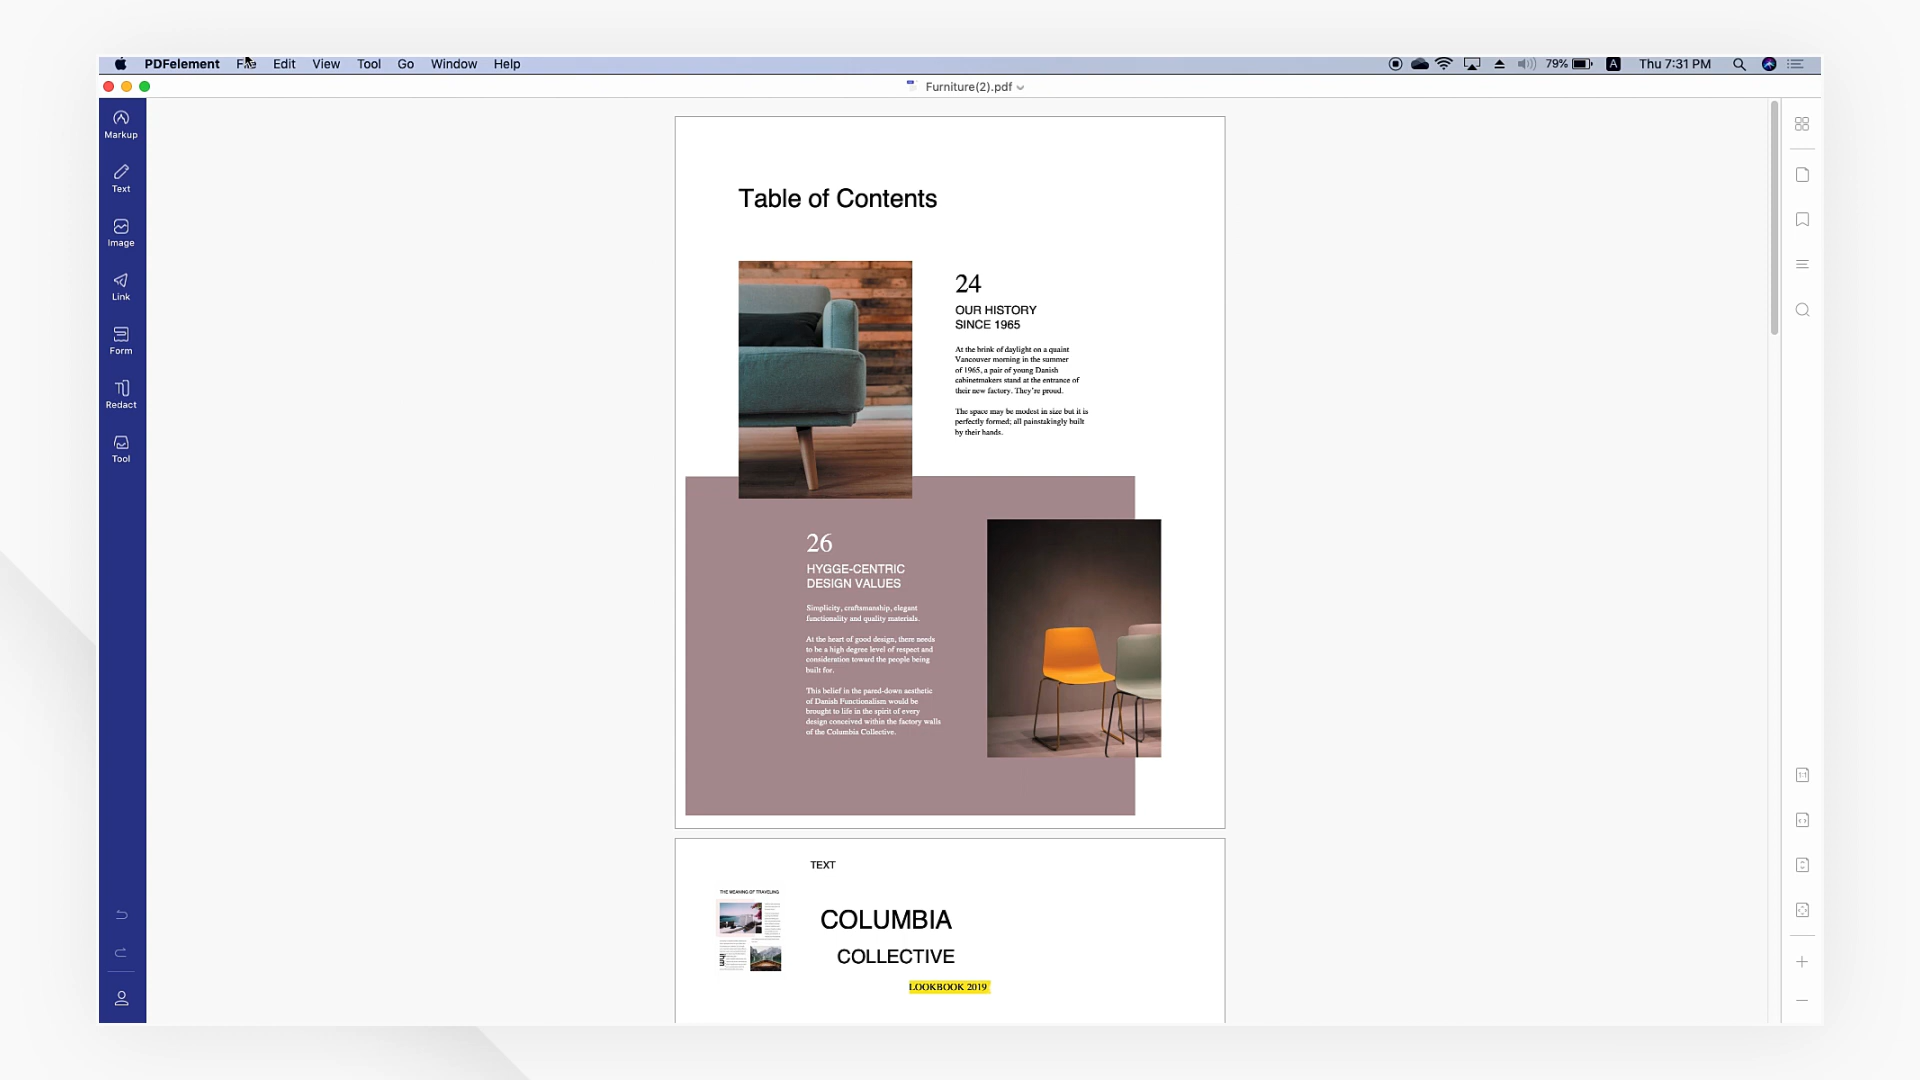 PDFelement File Edit View Tool Go Window Help 79% A Thu 7:31 PM
Furniture(2).pdf
Markup
Text
Image
Link
Form
Redact
Tool
Table of Contents
24
OUR HISTORY
SINCE 1965
At the brink of daylight on a quaint
Vancouver morning in the summer
of 1965, a pair of young Danish
cabinetmakers stand at the entrance of
their new factory. They're proud.
The space may be modest in size but it is
perfectly formed; all painstakingly built
by their hands.
26
HYGGE-CENTRIC
DESIGN VALUES
Simplicity, craftsmanship, elegant
functionality and quality materials.
At the heart of good design, there needs
to be a high degree level of respect and
consideration toward the people being
built for.
This belief in the pared-down aesthetic
of Danish Functionalism would be
brought to life in the spirit of every
design conceived within the factory walls
of the Columbia Collective.
TEXT
THE MEANING OF TRAVELING
COLUMBIA
COLLECTIVE
LOOKBOOK 2019